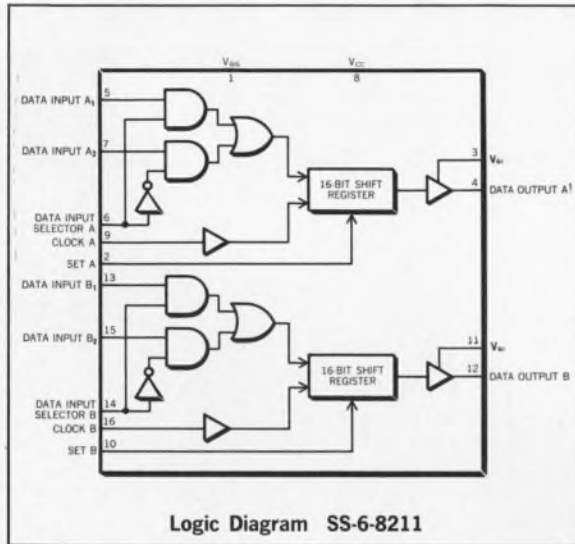 VGG VCC
1 8
5
DATA INPUT A1
7
DATA INPUT A2
3
VGI
16-BIT SHIFT
REGISTER
4
DATA OUTPUT A
6
DATA INPUT
SELECTOR A
9
CLOCK A
2
SET A
13
DATA INPUT B1
15
DATA INPUT B2
11
VGI
16-BIT SHIFT
REGISTER
12
DATA OUTPUT B
14
DATA INPUT
SELECTOR B
16
CLOCK B
10
SET B
Logic Diagram SS-6-8211